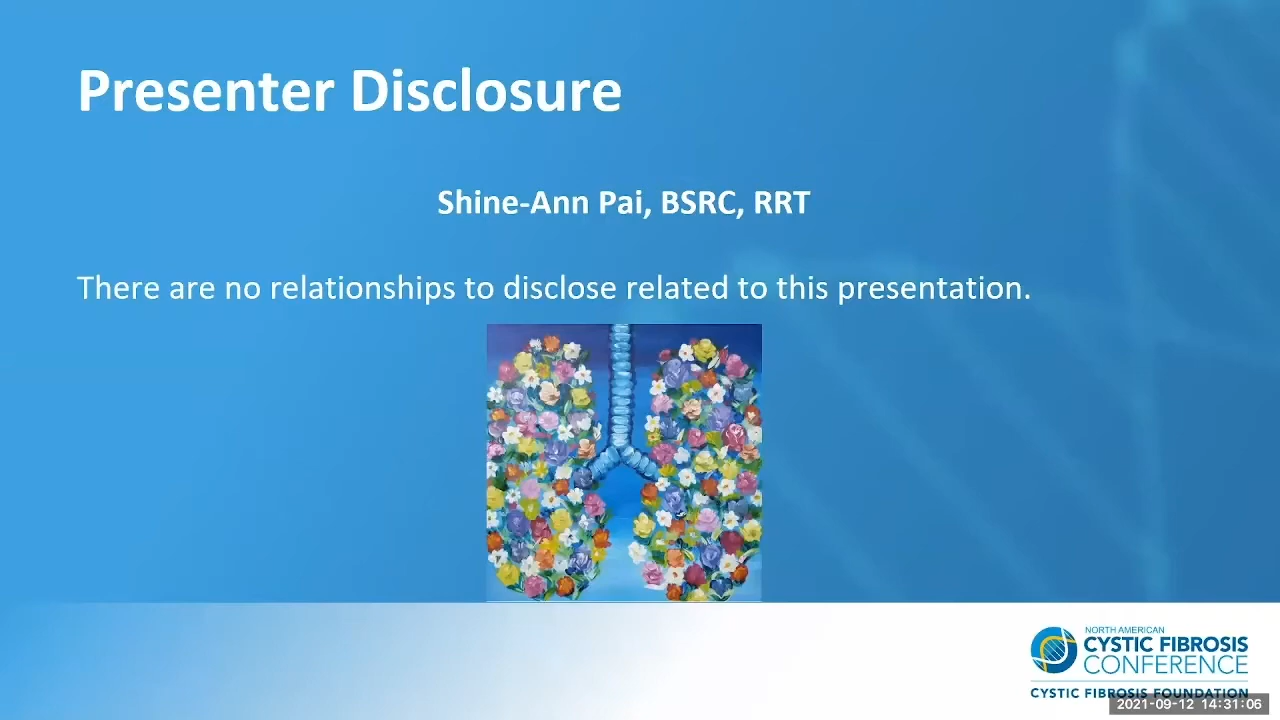 Presenter Disclosure
Shine-Ann Pai, BSRC, RRT
There are no relationships to disclose related to this presentation.
NORTH AMERICAN
CYSTIC FIBROSIS
CONFERENCE
CYSTIC FIBROSIS FOUNDATION
2021-09-12 14:31:06